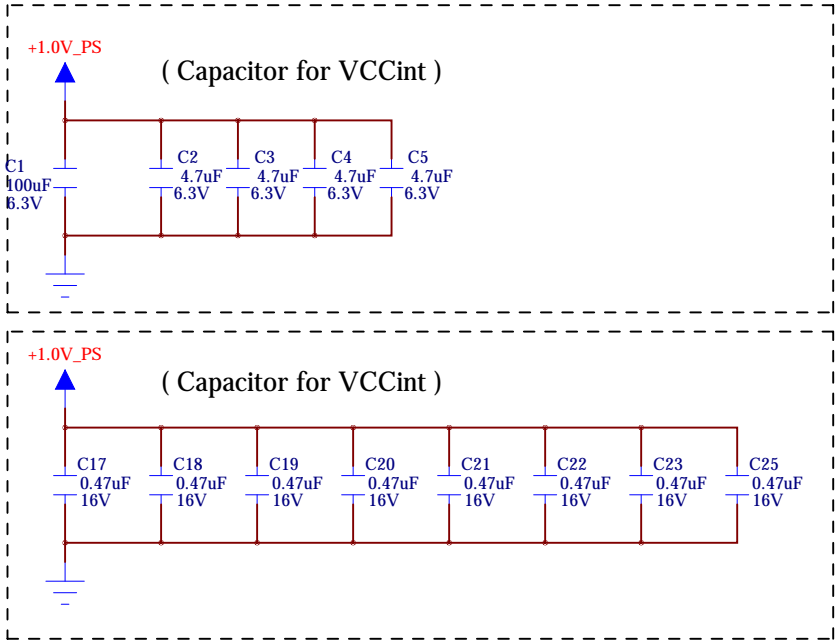 +1.0V_PS
( Capacitor for VCCint )
C1
100uF
6.3V
C2
4.7uF
6.3V
C3
4.7uF
6.3V
C4
4.7uF
6.3V
C5
4.7uF
6.3V
+1.0V_PS
( Capacitor for VCCint )
C17
0.47uF
16V
C18
0.47uF
16V
C19
0.47uF
16V
C20
0.47uF
16V
C21
0.47uF
16V
C22
0.47uF
16V
C23
0.47uF
16V
C25
0.47uF
16V